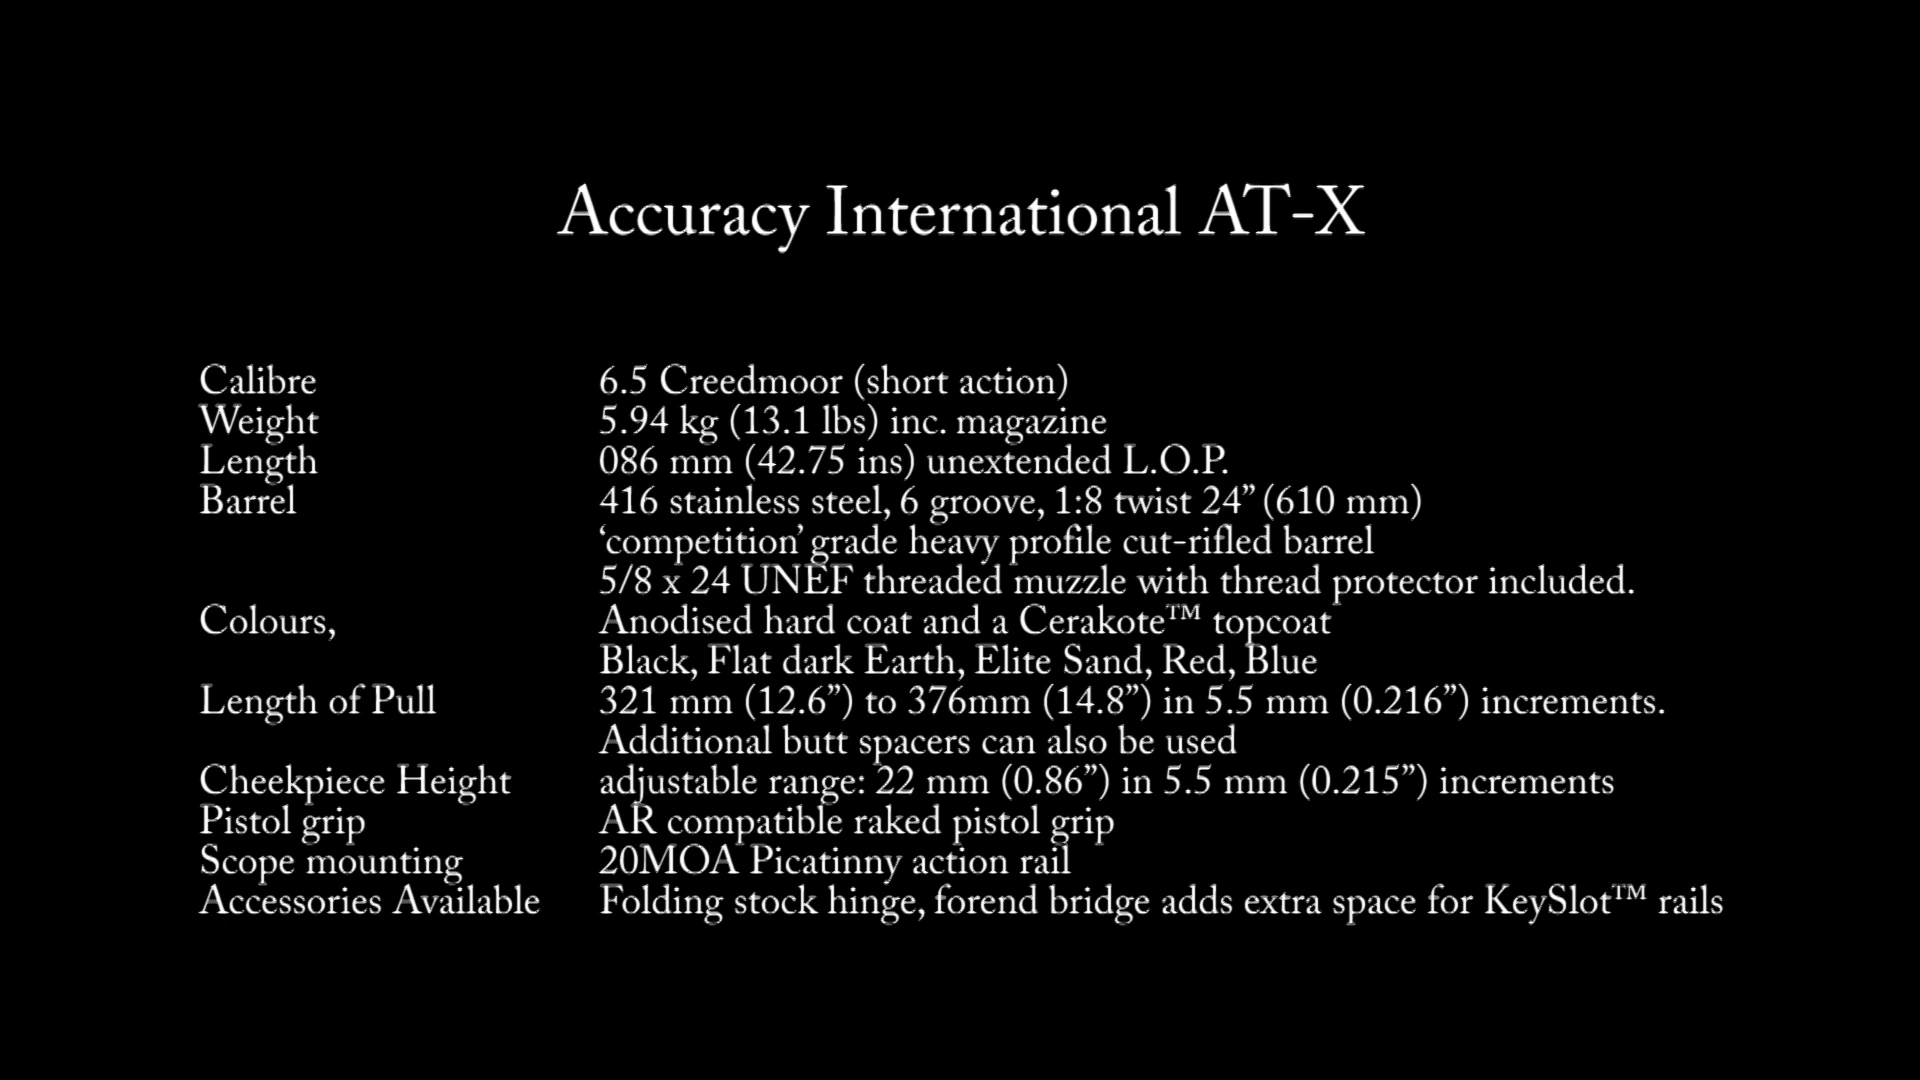 Accuracy International AT-X
Calibre 6.5 Creedmoor (short action)
Weight 5.94 kg (13.1 lbs) inc. magazine
Length 086 mm (42.75 ins) unextended L.O.P.
Barrel 416 stainless steel, 6 groove, 1:8 twist 24” (610 mm)
‘competition’ grade heavy profile cut-rifled barrel
5/8 x 24 UNEF threaded muzzle with thread protector included.
Colours, Anodised hard coat and a Cerakote™ topcoat
Black, Flat dark Earth, Elite Sand, Red, Blue
Length of Pull 321 mm (12.6”) to 376mm (14.8”) in 5.5 mm (0.216”) increments.
Additional butt spacers can also be used
Cheekpiece Height adjustable range: 22 mm (0.86”) in 5.5 mm (0.215”) increments
Pistol grip AR compatible raked pistol grip
Scope mounting 20MOA Picatinny action rail
Accessories Available Folding stock hinge, forend bridge adds extra space for KeySlot™ rails